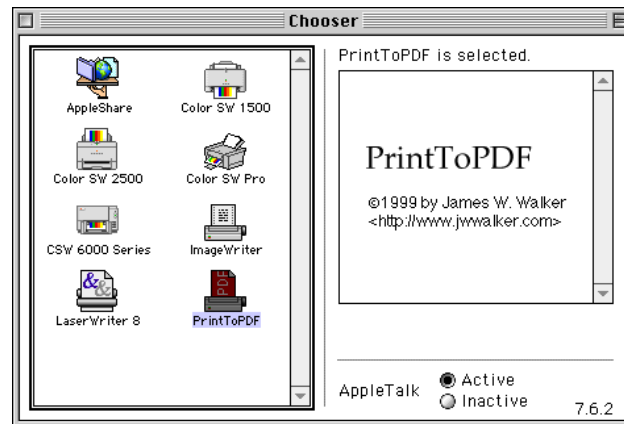 Chooser
AppleShare
Color SW 1500
Color SW 2500
Color SW Pro
CSW 6000 Series
ImageWriter
LaserWriter 8
PDF
PrintToPDF
PrintToPDF is selected.
PrintToPDF
©1999 by James W. Walker
<http://www.jwwalker.com>
AppleTalk
Active
Inactive
7.6.2